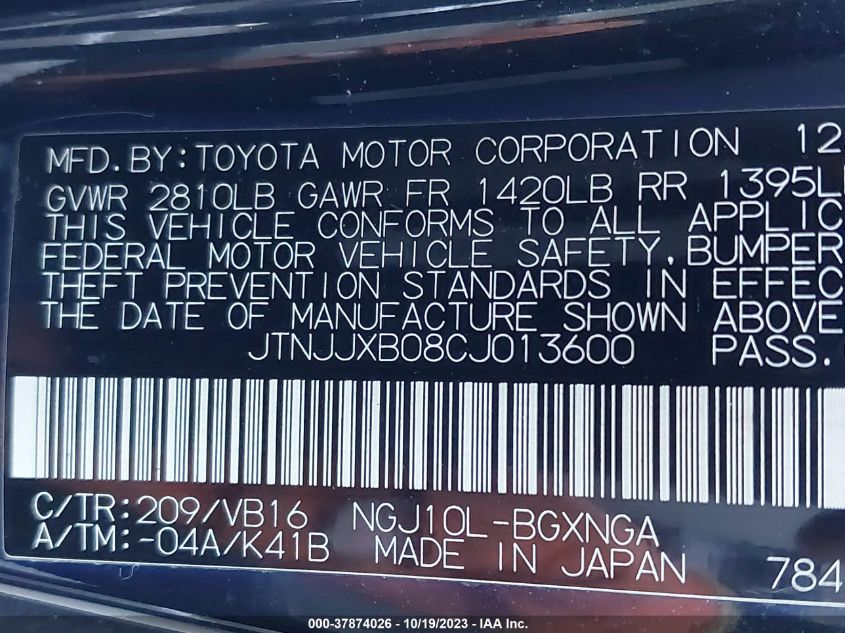 MFD.BY:TOYOTA MOTOR CORPORATION 12
GVWR 2810LB GAWR FR 1420LB RR 1395L
THIS VEHICLE CONFORMS TO ALL APPLIC
FEDERAL MOTOR VEHICLE SAFETY,BUMPER
THEFT PREVENTION STANDARDS IN EFFEC
THE DATE OF MANUFACTURE SHOWN ABOVE
JTNJJXB08CJ013600 PASS.
C/TR:209/VB16 NGJ10L-BGXNGA
A/TM:-04A/K41B MADE IN JAPAN 784
000-37874026 - 10/19/2023 - IAA Inc.